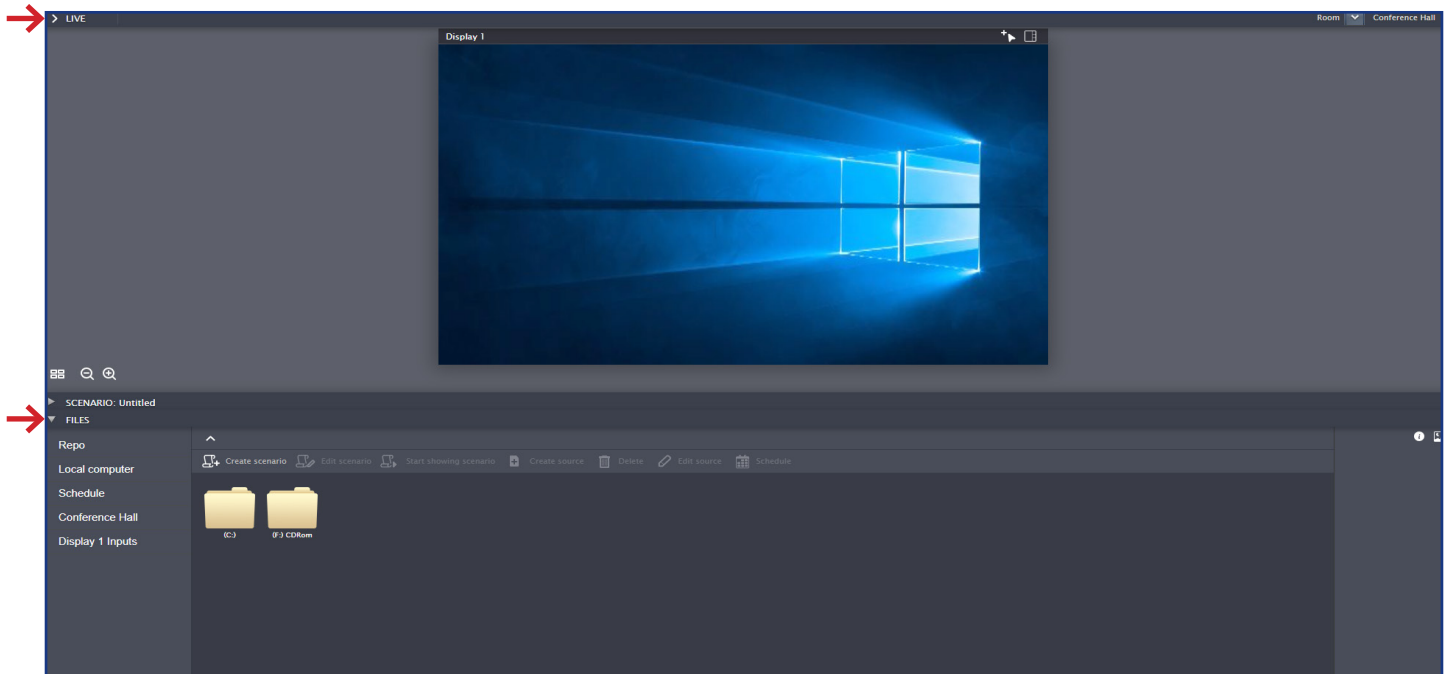 LIVE
Room Conference Hall
Display 1
SCENARIO: Untitled
FILES
Repo
Local computer
Schedule
Conference Hall
Display 1 Inputs
Create scenario Edit scenario Start showing scenario Create source Delete Edit source Schedule
(C:) (F:) CDRom